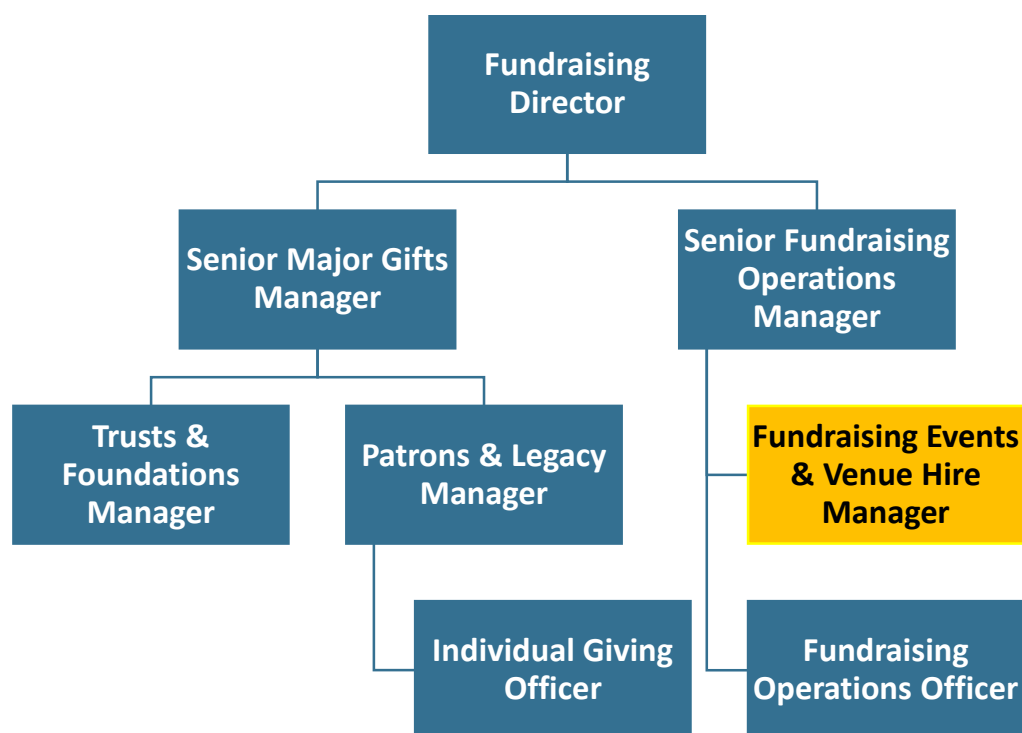 Fundraising
Director
Senior Major Gifts
Manager
Senior Fundraising
Operations
Manager
Trusts &
Foundations
Manager
Patrons & Legacy
Manager
Fundraising Events
& Venue Hire
Manager
Individual Giving
Officer
Fundraising
Operations Officer